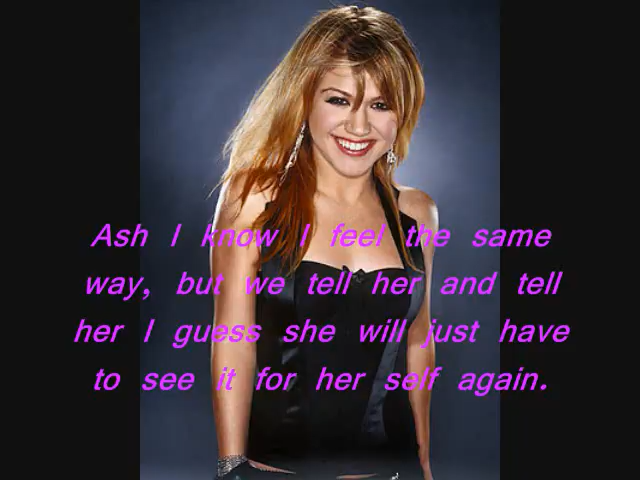 Ash I know I feel the same
way, but we tell her and tell
her I guess she will just have
to see it for her self again.